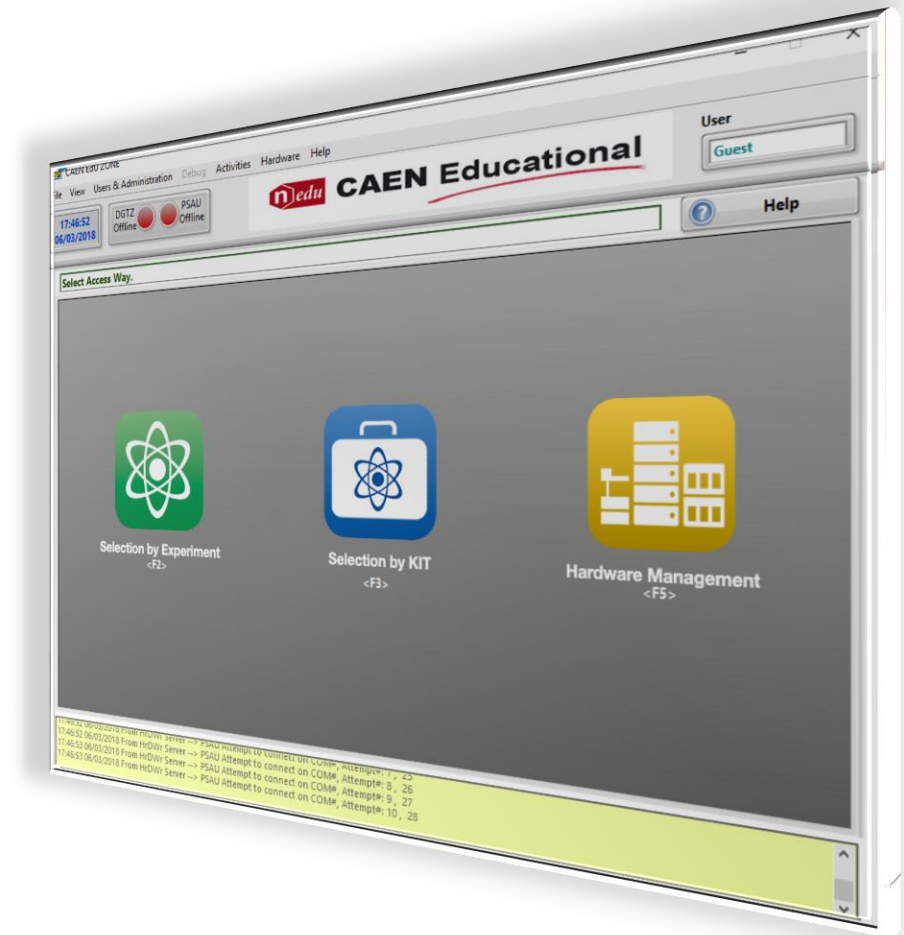 CAEN EDU ZONE
File View Users & Administration Debug Activities Hardware Help
17:46:52
06/03/2018
DGTZ
Offline
PSAU
Offline
n edu CAEN Educational
User
Guest
Help
Select Access Way.
Selection by Experiment
<F2>
Selection by KIT
<F3>
Hardware Management
<F5>
17:46:52 06/03/2018 From HrDWr Server --> PSAU Attempt to connect on COM#, Attempt#: 7 , 25
17:46:52 06/03/2018 From HrDWr Server --> PSAU Attempt to connect on COM#, Attempt#: 8 , 26
17:46:53 06/03/2018 From HrDWr Server --> PSAU Attempt to connect on COM#, Attempt#: 9 , 27
17:46:53 06/03/2018 From HrDWr Server --> PSAU Attempt to connect on COM#, Attempt#: 10 , 28